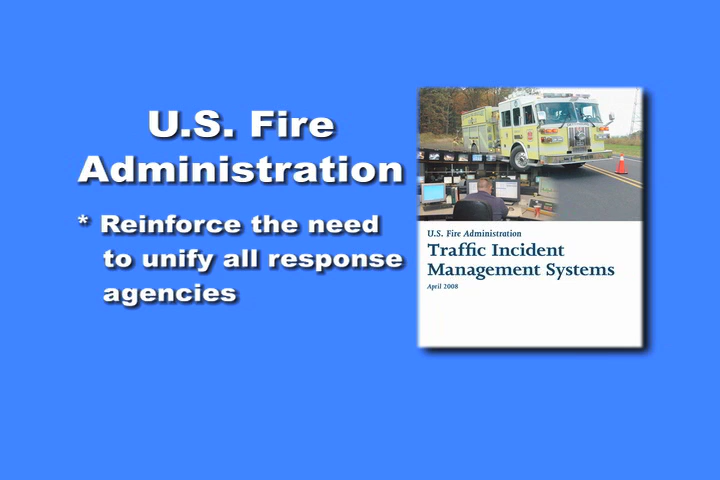 U.S. Fire
Administration
* Reinforce the need
to unify all response
agencies
U.S. Fire Administration
Traffic Incident
Management Systems
April 2008